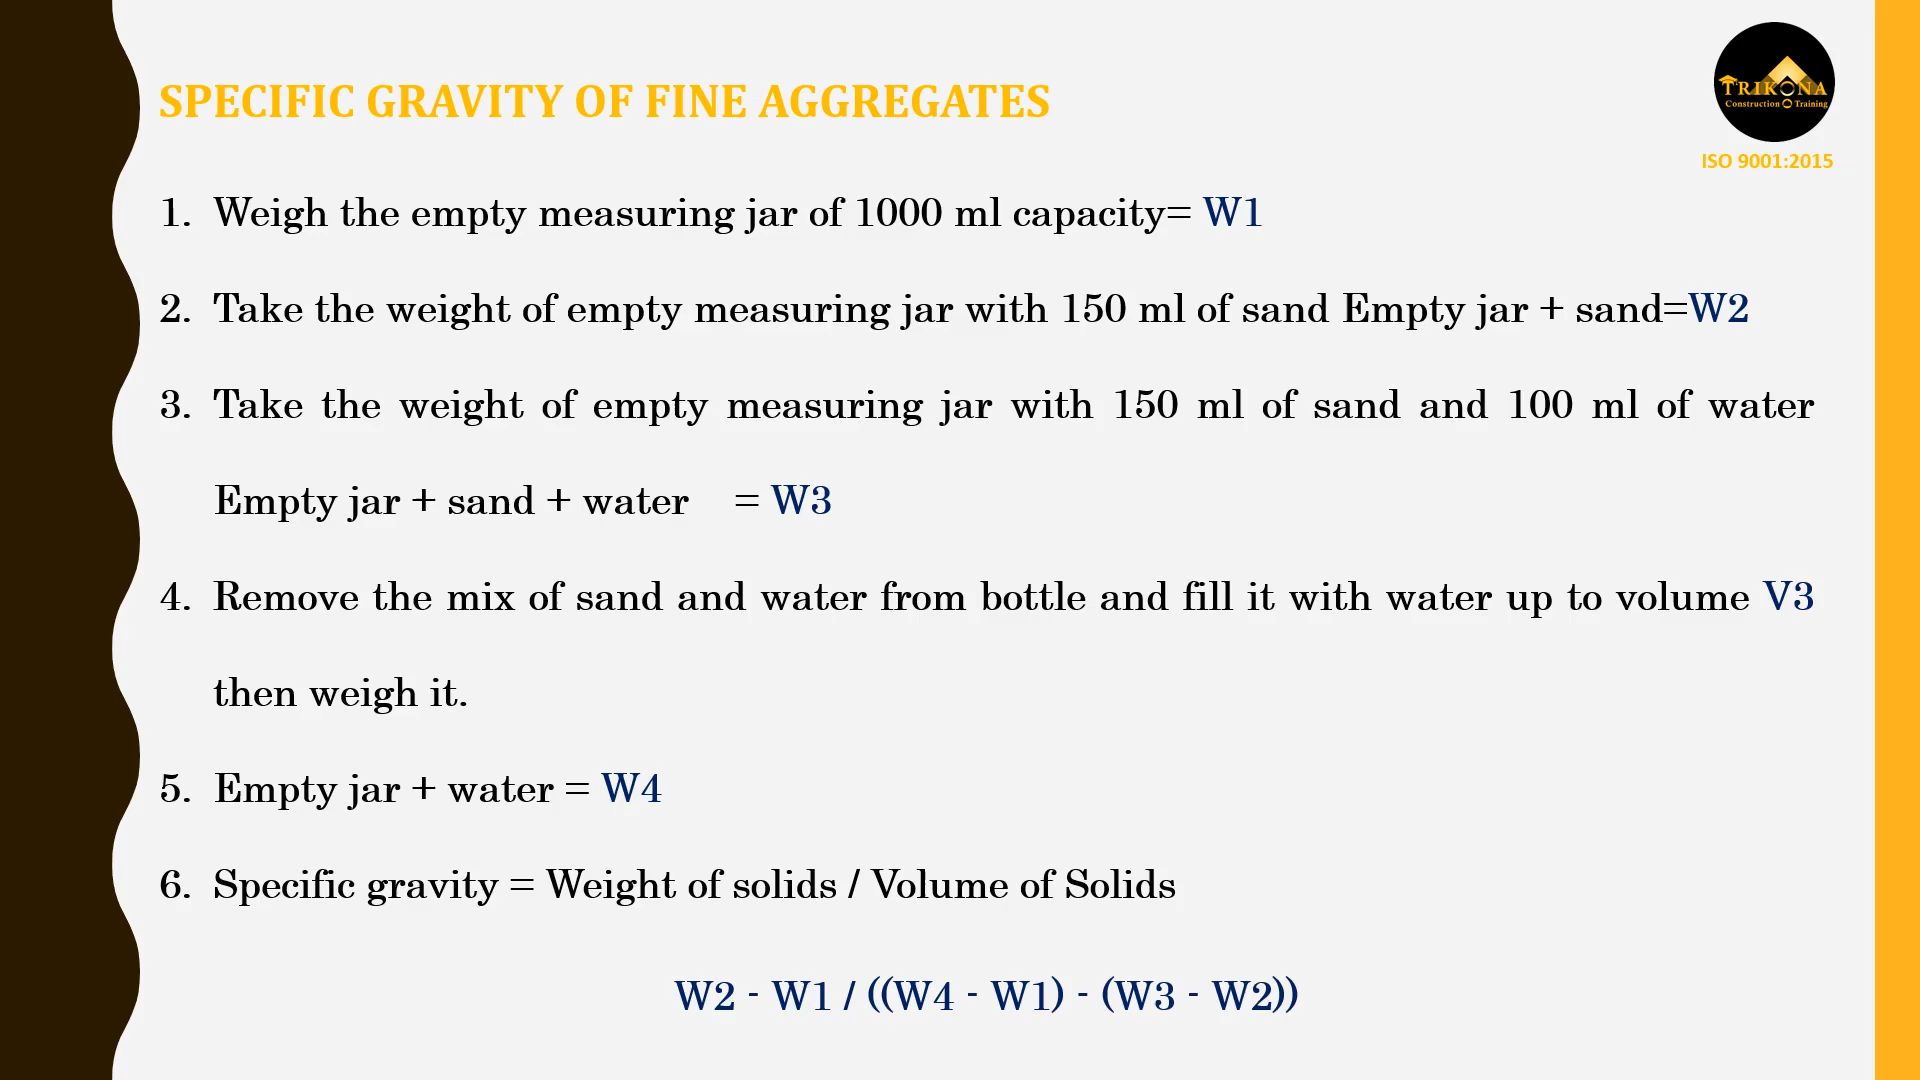 TRIKONA
Construction Training
ISO 9001:2015
SPECIFIC GRAVITY OF FINE AGGREGATES
1. Weigh the empty measuring jar of 1000 ml capacity= W1
2. Take the weight of empty measuring jar with 150 ml of sand Empty jar + sand=W2
3. Take the weight of empty measuring jar with 150 ml of sand and 100 ml of water
Empty jar + sand + water = W3
4. Remove the mix of sand and water from bottle and fill it with water up to volume V3
then weigh it.
5. Empty jar + water = W4
6. Specific gravity = Weight of solids / Volume of Solids
W2 - W1 / ((W4 - W1) - (W3 - W2))